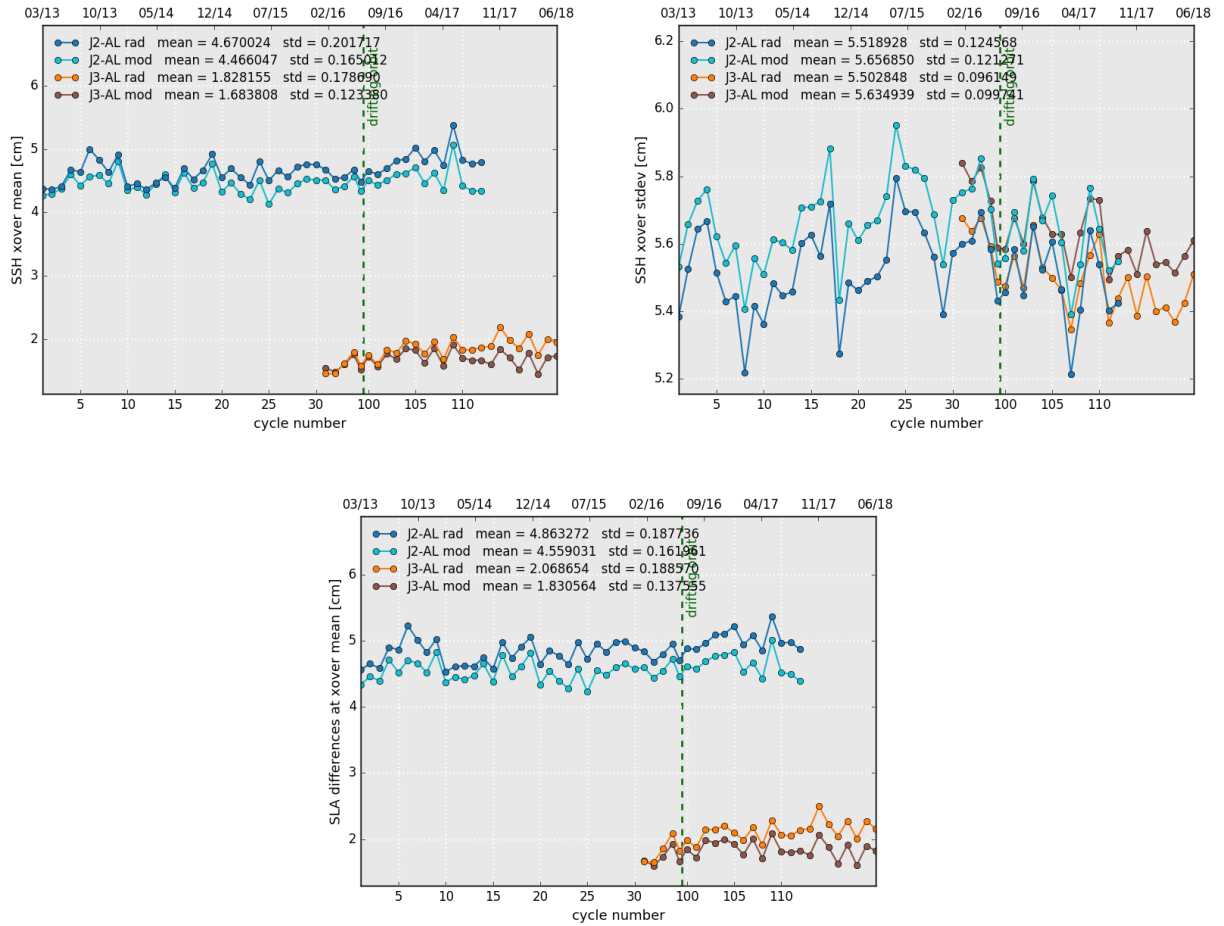 03/13 10/13 05/14 12/14 07/15 02/16 09/16 04/17 11/17 06/18
J2-AL rad mean = 4.670024 std = 0.201717
J2-AL mod mean = 4.466047 std = 0.165012
J3-AL rad mean = 1.828155 std = 0.178690
J3-AL mod mean = 1.683808 std = 0.123380
drifting orbit
SSH xover mean [cm]
6
5
4
3
2
5 10 15 20 25 30 100 105 110
cycle number
03/13 10/13 05/14 12/14 07/15 02/16 09/16 04/17 11/17 06/18
J2-AL rad mean = 5.518928 std = 0.124568
J2-AL mod mean = 5.656850 std = 0.121271
J3-AL rad mean = 5.502848 std = 0.096149
J3-AL mod mean = 5.634939 std = 0.099741
drifting orbit
SSH xover stdev [cm]
6.2
6.0
5.8
5.6
5.4
5.2
5 10 15 20 25 30 100 105 110
cycle number
03/13 10/13 05/14 12/14 07/15 02/16 09/16 04/17 11/17 06/18
J2-AL rad mean = 4.863272 std = 0.187736
J2-AL mod mean = 4.559031 std = 0.161961
J3-AL rad mean = 2.068654 std = 0.188570
J3-AL mod mean = 1.830564 std = 0.137555
drifting orbit
SLA differences at xover mean [cm]
6
5
4
3
2
5 10 15 20 25 30 100 105 110
cycle number